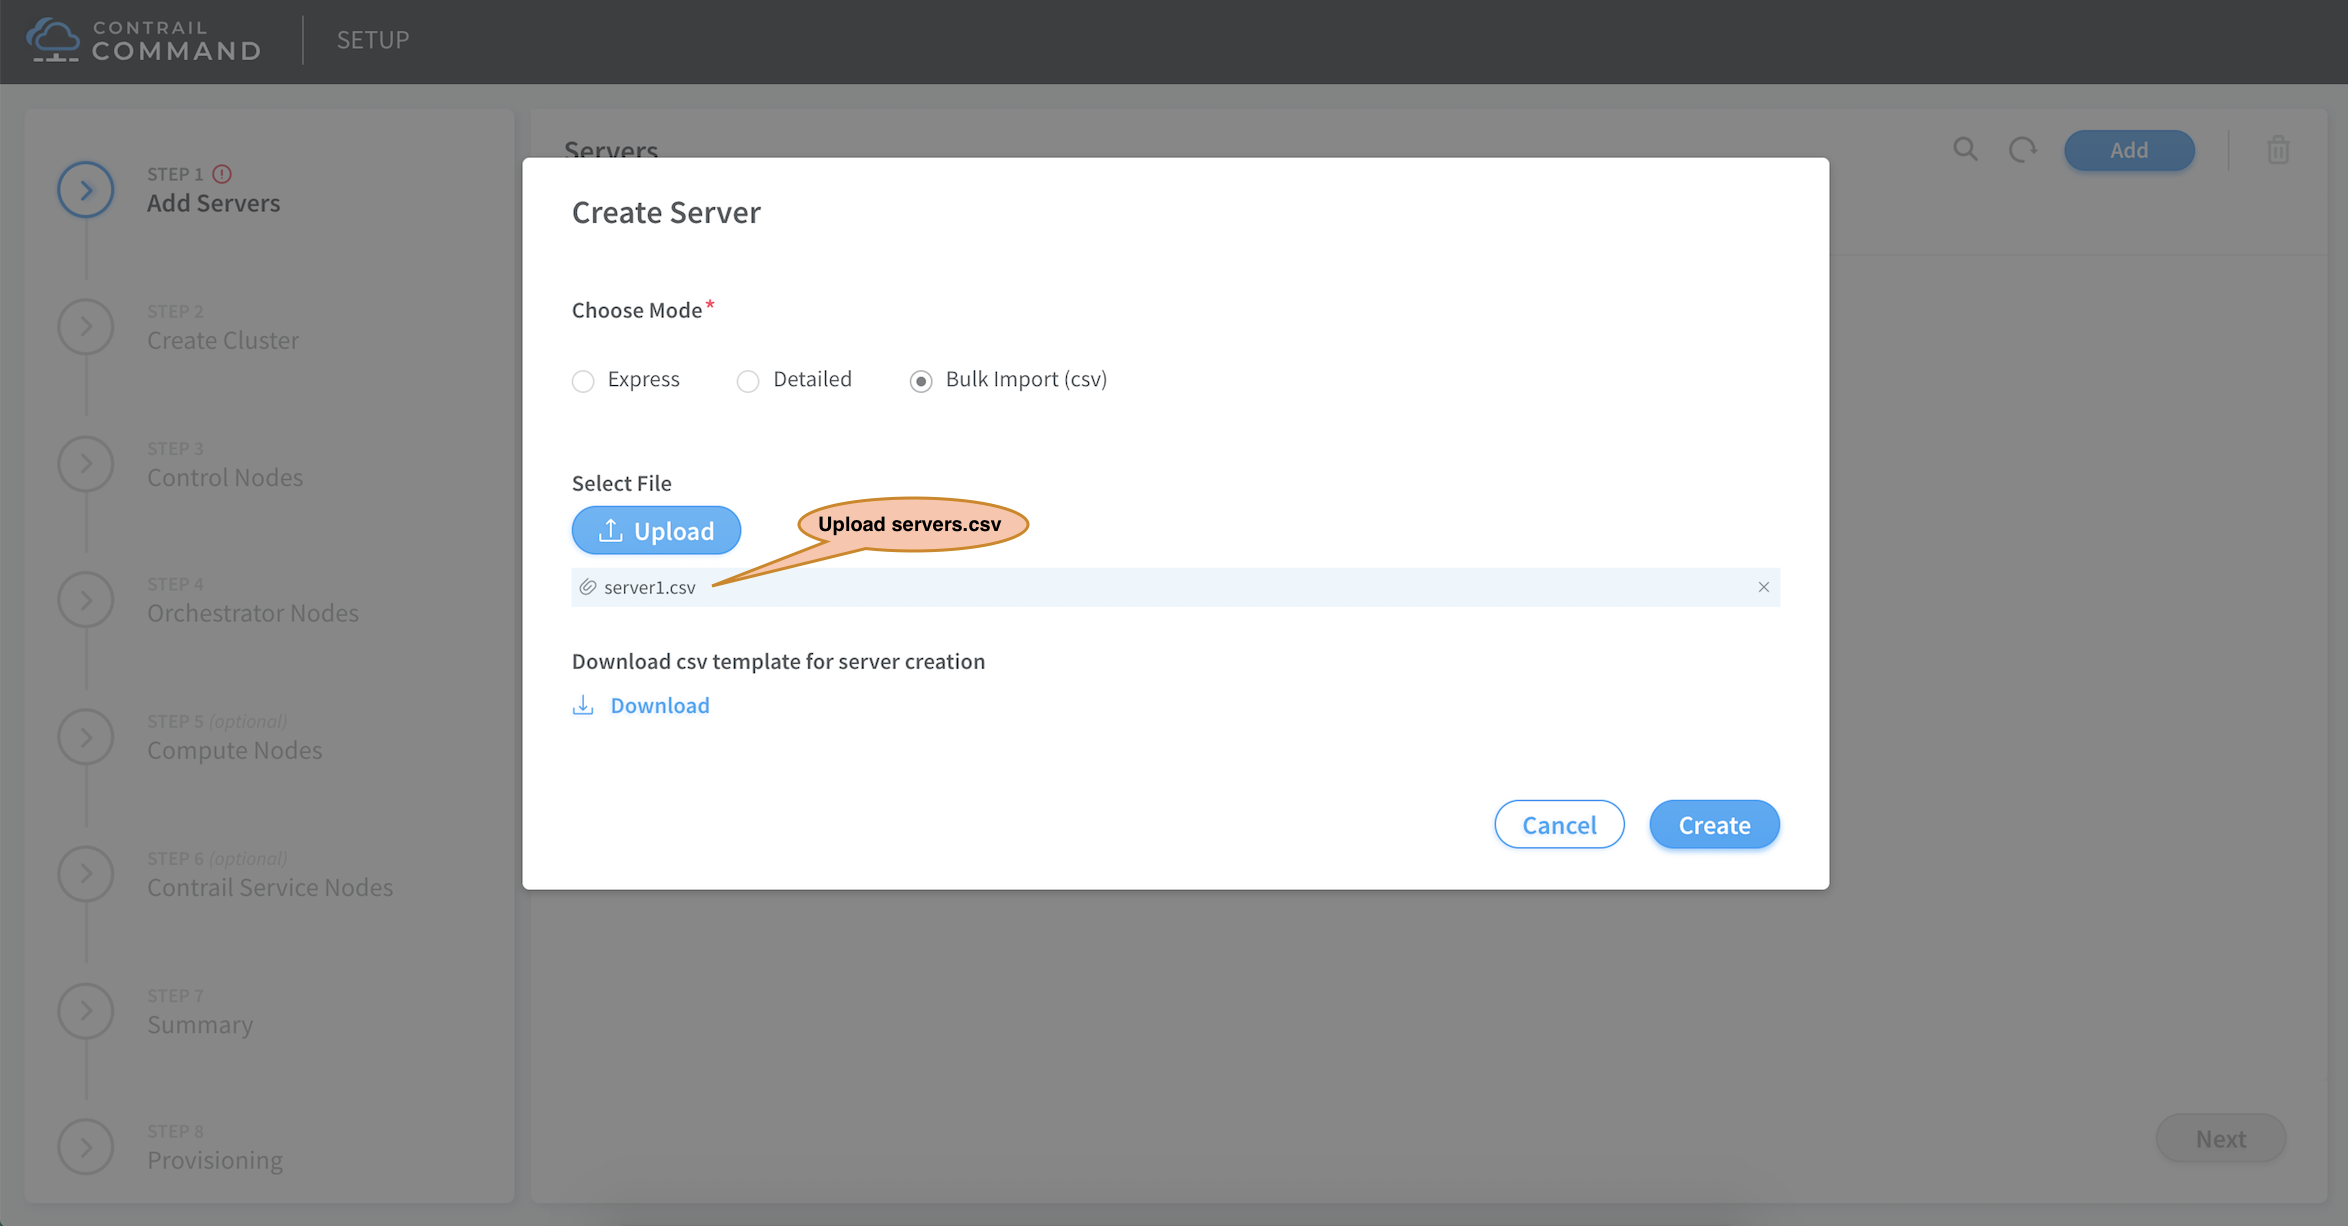 CONTRAIL
COMMAND
SETUP
STEP 1
Add Servers
STEP 2
Create Cluster
STEP 3
Control Nodes
STEP 4
Orchestrator Nodes
STEP 5 (optional)
Compute Nodes
STEP 6 (optional)
Contrail Service Nodes
STEP 7
Summary
STEP 8
Provisioning
Servers
Add
Create Server
Choose Mode*
Express
Detailed
Bulk Import (csv)
Select File
Upload
Upload servers.csv
server1.csv
Download csv template for server creation
Download
Cancel
Create
Next